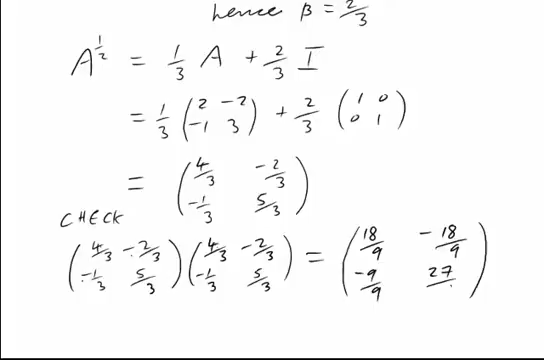 hence β = 2/3
A^{1/2} = 1/3 A + 2/3 I
= 1/3 (2 -2; -1 3) + 2/3 (1 0; 0 1)
= (4/3 -2/3; -1/3 5/3)
CHECK
(4/3 -2/3; -1/3 5/3) (4/3 -2/3; -1/3 5/3) = (18/9 -18/9; -9/9 27/)